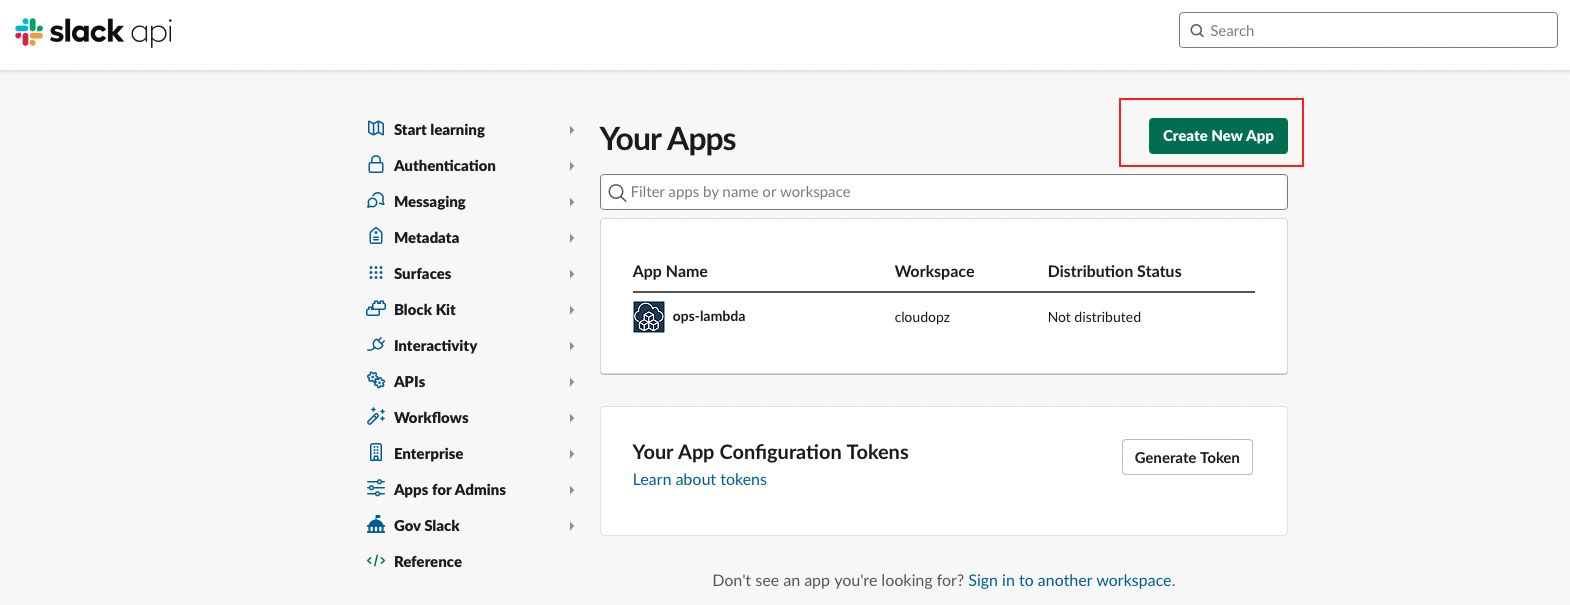 slack api
Search
Start learning
Authentication
Messaging
Metadata
Surfaces
Block Kit
Interactivity
APIs
Workflows
Enterprise
Apps for Admins
Gov Slack
Reference
Your Apps
Create New App
Filter apps by name or workspace
App Name Workspace Distribution Status
ops-lambda cloudopz Not distributed
Your App Configuration Tokens
Generate Token
Learn about tokens
Don't see an app you're looking for? Sign in to another workspace.